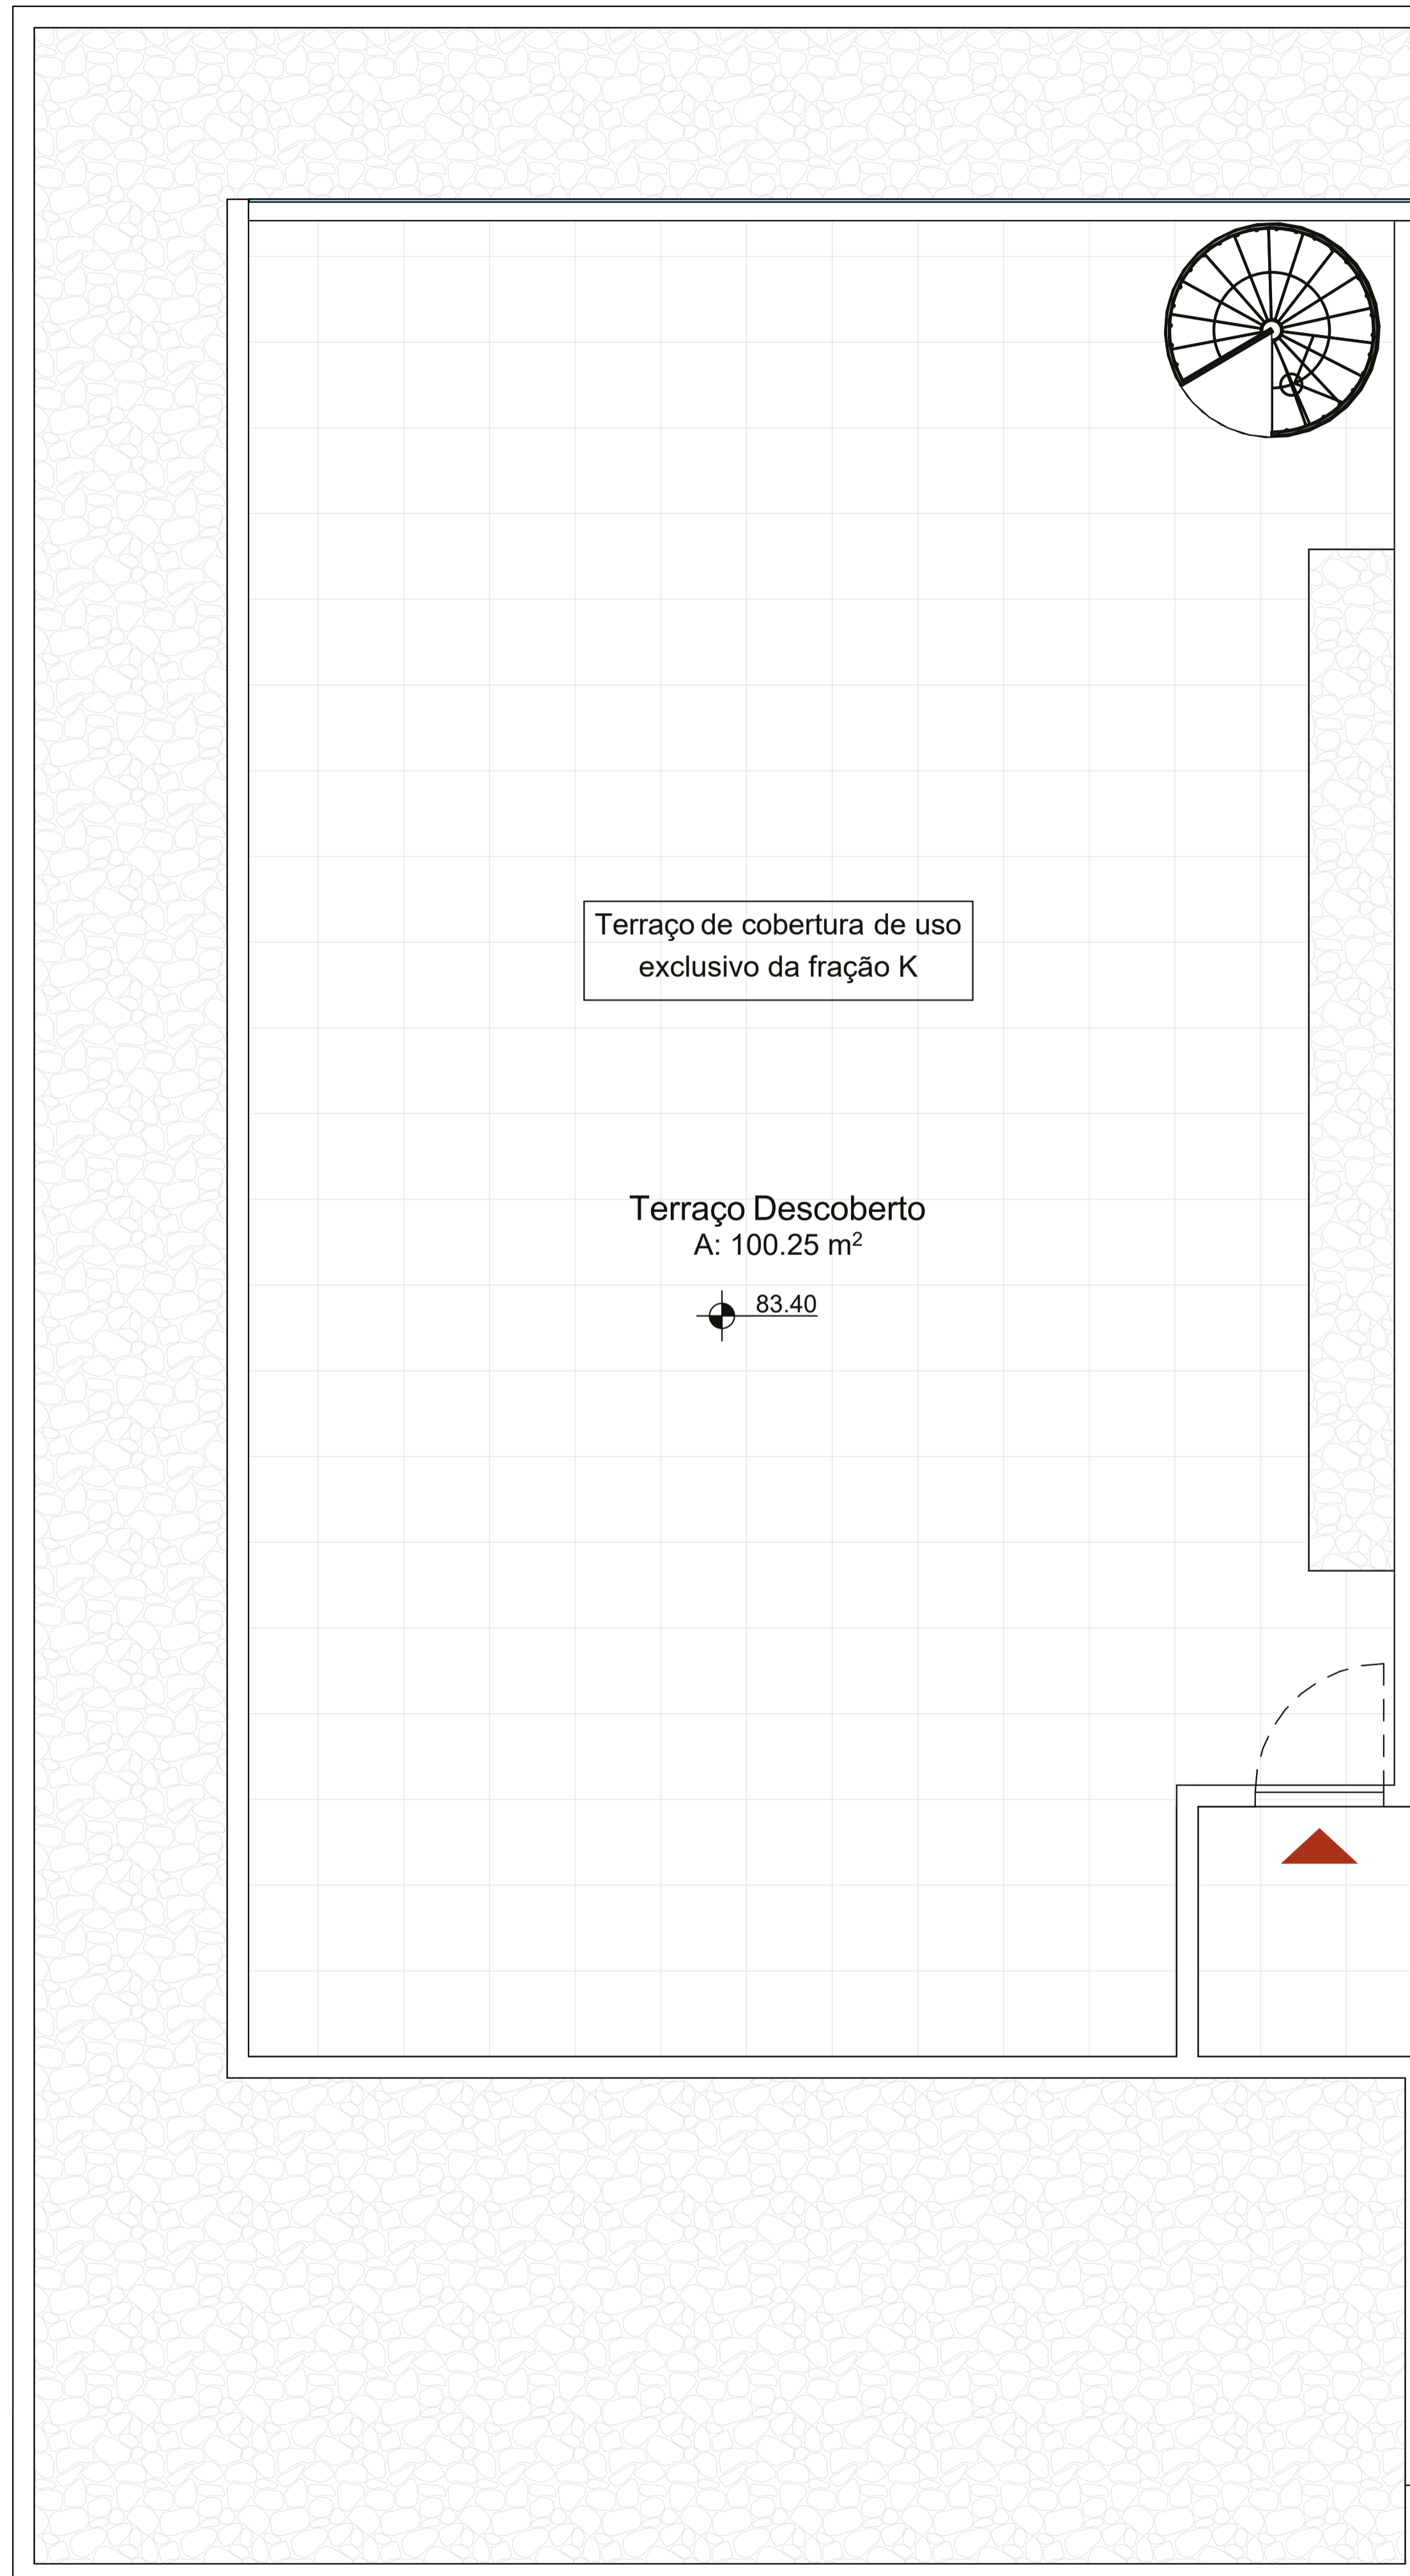 Terraço de cobertura de uso
exclusivo da fração K
Terraço Descoberto
A: 100.25 m²
83.40